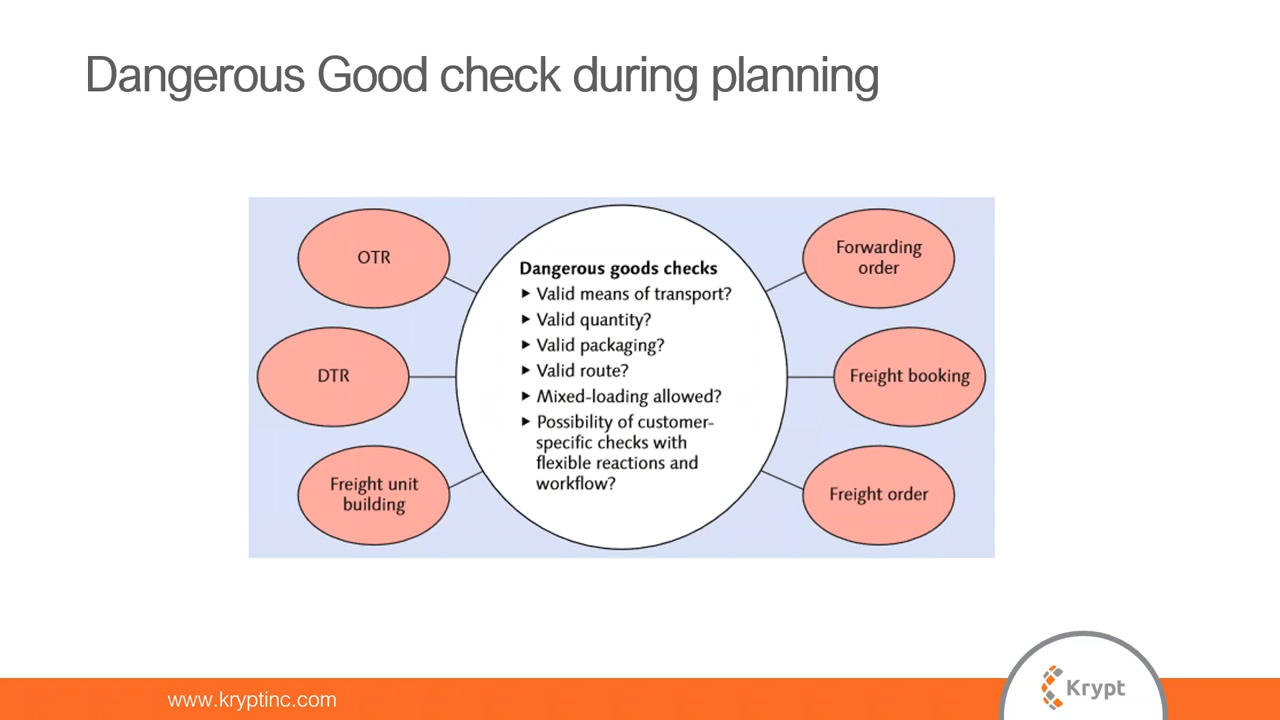 Dangerous Good check during planning
OTR
DTR
Freight unit
building
Dangerous goods checks
▶ Valid means of transport?
▶ Valid quantity?
▶ Valid packaging?
▶ Valid route?
▶ Mixed-loading allowed?
▶ Possibility of customer-
specific checks with
flexible reactions and
workflow?
Forwarding
order
Freight booking
Freight order
www.kryptinc.com
Krypt